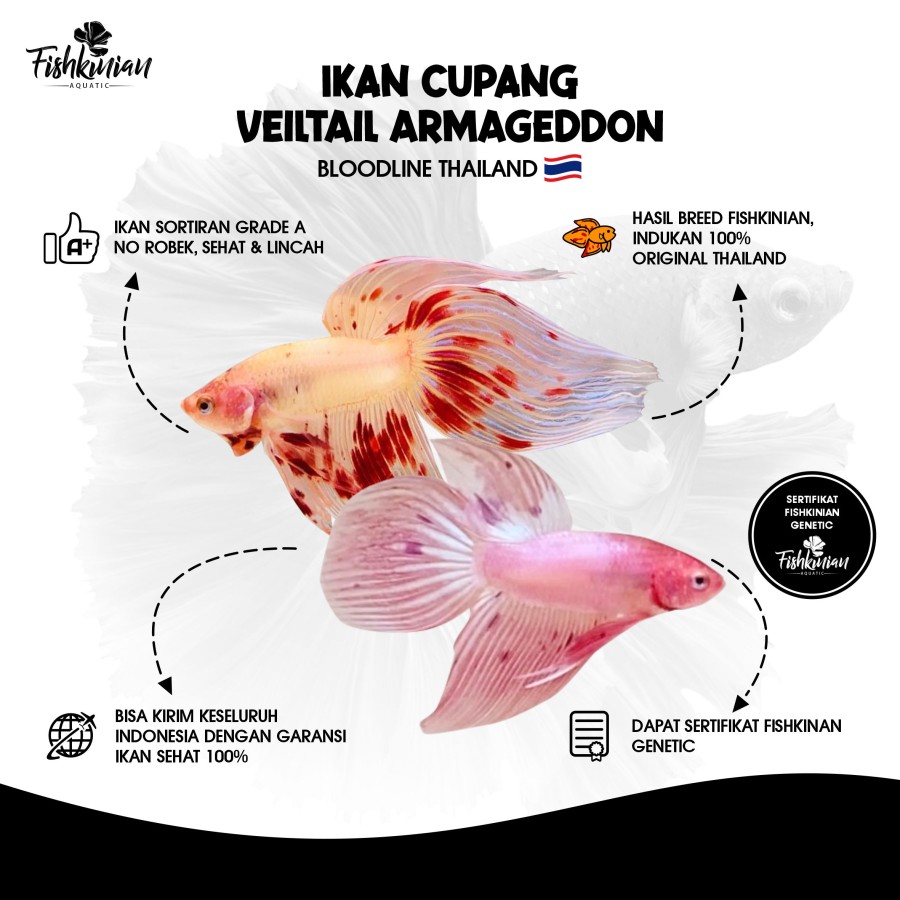 Fishkinian
AQUATIC
IKAN CUPANG
VEILTAIL ARMAGEDDON
BLOODLINE THAILAND
A+
IKAN SORTIRAN GRADE A
NO ROBEK, SEHAT & LINCAH
HASIL BREED FISHKINIAN,
INDUKAN 100%
ORIGINAL THAILAND
SERTIFIKAT
FISHKINIAN
GENETIC
Fishkinian
AQUATIC
BISA KIRIM KESELURUH
INDONESIA DENGAN GARANSI
IKAN SEHAT 100%
DAPAT SERTIFIKAT FISHKINAN
GENETIC